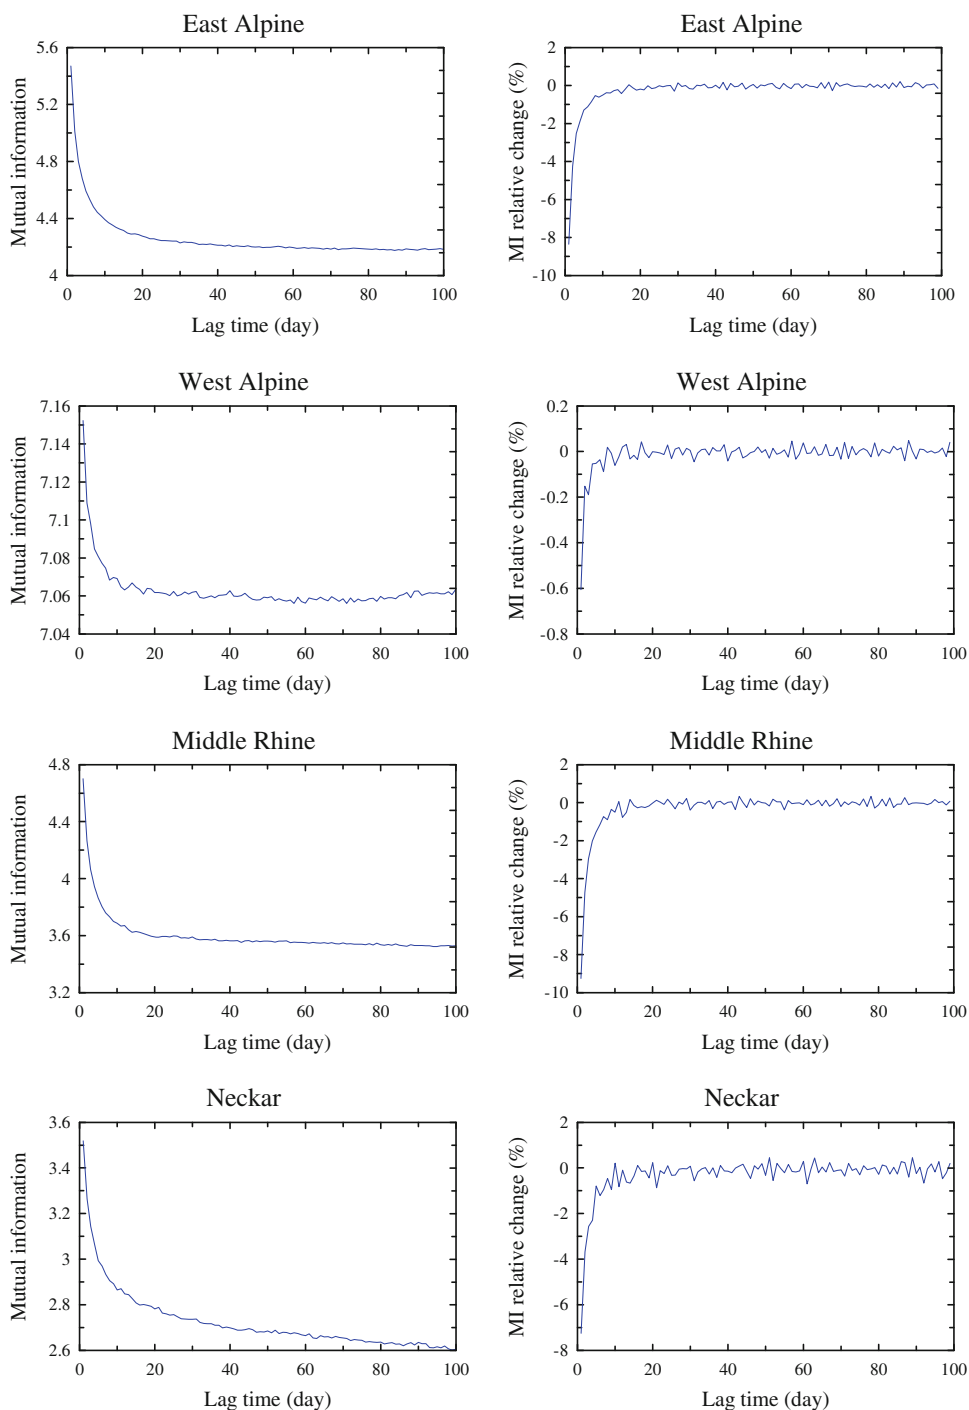 East Alpine
5.6
5.2
4.8
4.4
4
0 20 40 60 80 100
Mutual information
Lag time (day)
East Alpine
2
0
-2
-4
-6
-8
-10
0 20 40 60 80 100
MI relative change (%)
Lag time (day)
West Alpine
7.16
7.14
7.12
7.1
7.08
7.06
7.04
0 20 40 60 80 100
Mutual information
Lag time (day)
West Alpine
0.2
0
-0.2
-0.4
-0.6
-0.8
0 20 40 60 80 100
MI relative change (%)
Lag time (day)
Middle Rhine
4.8
4.4
4
3.6
3.2
0 20 40 60 80 100
Mutual information
Lag time (day)
Middle Rhine
2
0
-2
-4
-6
-8
-10
0 20 40 60 80 100
MI relative change (%)
Lag time (day)
Neckar
3.6
3.4
3.2
3
2.8
2.6
0 20 40 60 80 100
Mutual information
Lag time (day)
Neckar
2
0
-2
-4
-6
-8
0 20 40 60 80 100
MI relative change (%)
Lag time (day)